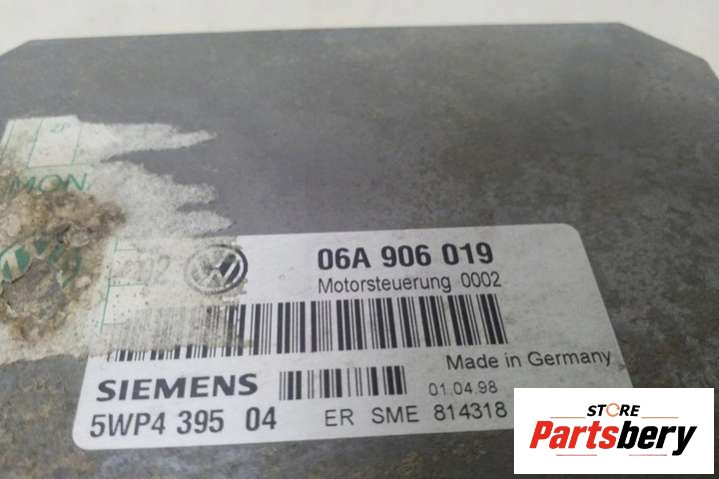 MONA
06A 906 019
Motorsteuerung 0002
Made in Germany
SIEMENS
01.04.98
5WP4 395 04
ER SME 814318
STORE
Partsbery